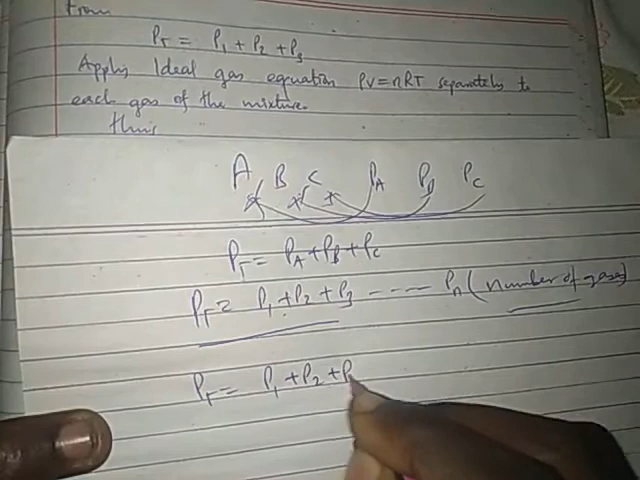 from
PT = P1 + P2 + P3
Apply Ideal gas equation PV = nRT separately to
each gas of the mixture.
thus
A B C PA PB PC
PT = PA + PB + PC
PT = P1 + P2 + P3 ---- Pn (number of gases)
PT = P1 + P2 + P